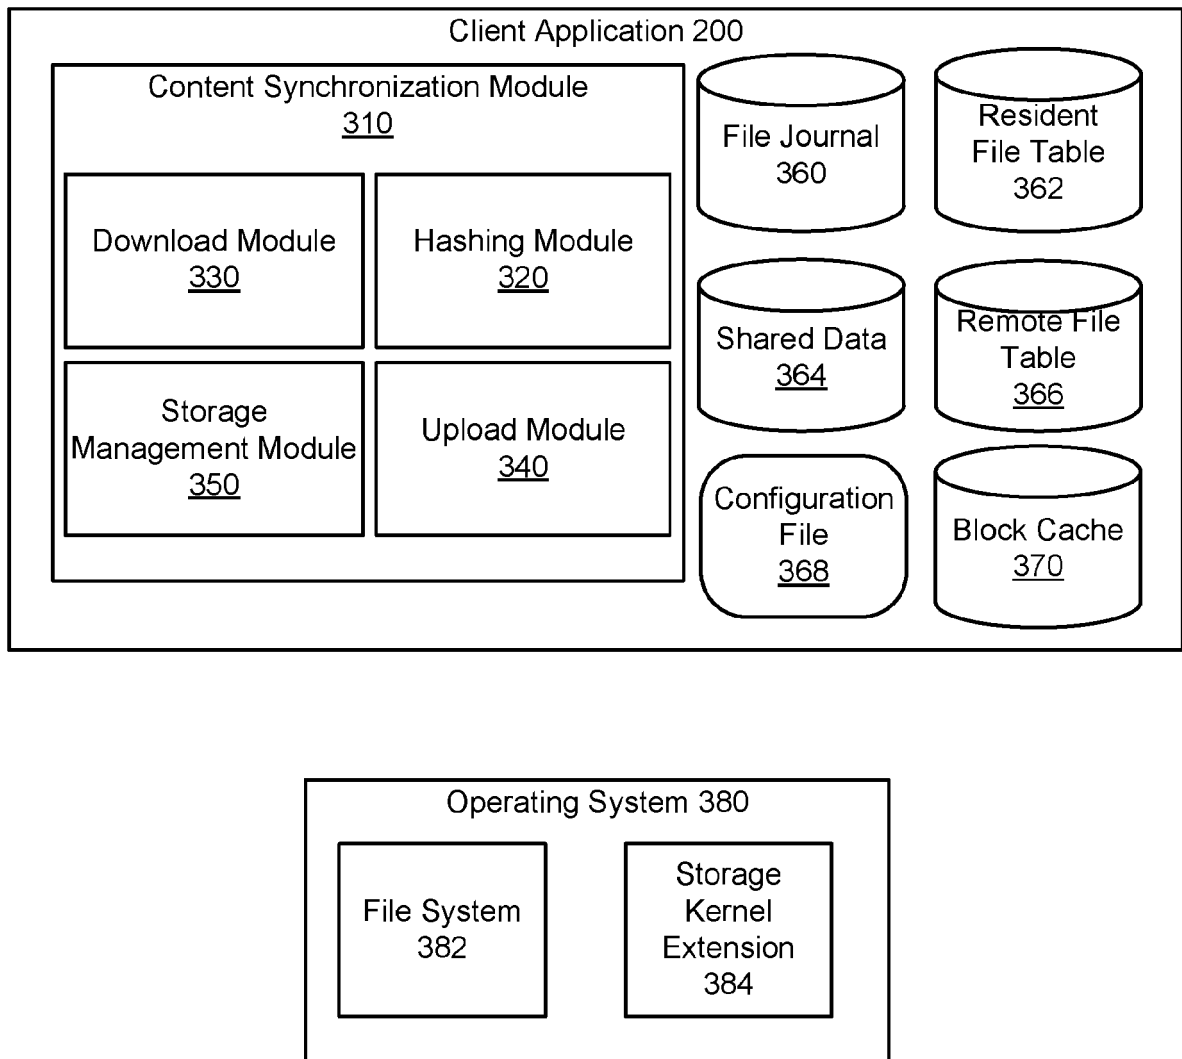 Client Application 200
Content Synchronization Module
310
Download Module
330
Hashing Module
320
Storage
Management Module
350
Upload Module
340
File Journal
360
Resident
File Table
362
Shared Data
364
Remote File
Table
366
Configuration
File
368
Block Cache
370
Operating System 380
File System
382
Storage
Kernel
Extension
384